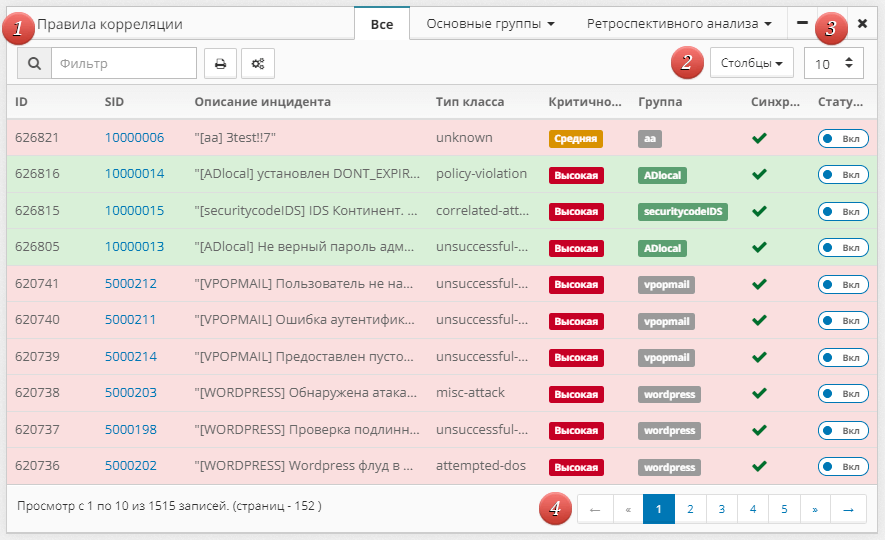 1 Правила корреляции Все Основные группы Ретроспективного анализа 3
Фильтр 2 Столбцы 10
ID SID Описание инцидента Тип класса Критично... Группа Синхр... Стату...
626821 10000006 "[aa] 3test!!7" unknown Средняя aa Вкл
626816 10000014 "[ADlocal] установлен DONT_EXPIR... policy-violation Высокая ADlocal Вкл
626815 10000015 "[securitycodeIDS] IDS Континент. ... correlated-att... Высокая securitycodeIDS Вкл
626805 10000013 "[ADlocal] Не верный пароль адм... unsuccessful-... Высокая ADlocal Вкл
620741 5000212 "[VPOPMAIL] Пользователь не на... unsuccessful-... Высокая vpopmail Вкл
620740 5000211 "[VPOPMAIL] Ошибка аутентифик... unsuccessful-... Высокая vpopmail Вкл
620739 5000214 "[VPOPMAIL] Предоставлен пусто... unsuccessful-... Высокая vpopmail Вкл
620738 5000203 "[WORDPRESS] Обнаружена атака... misc-attack Высокая wordpress Вкл
620737 5000198 "[WORDPRESS] Проверка подлинн... unsuccessful-... Высокая wordpress Вкл
620736 5000202 "[WORDPRESS] Wordpress флуд в ... attempted-dos Высокая wordpress Вкл
Просмотр с 1 по 10 из 1515 записей. (страниц - 152 ) 4 ← « 1 2 3 4 5 » →